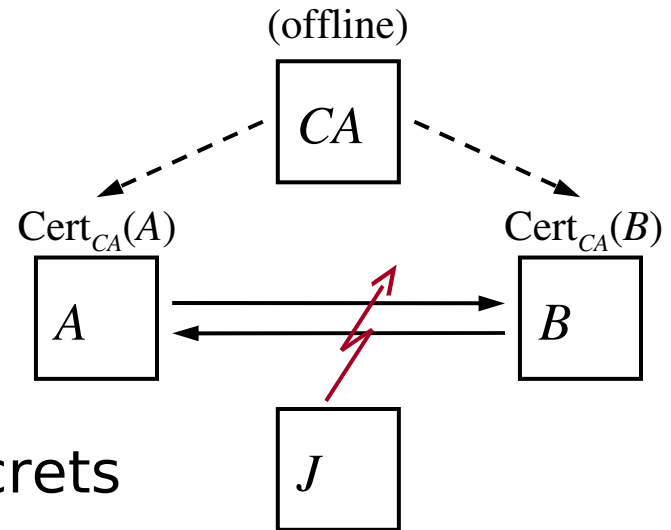 (offline)
CA
Cert_CA(A) Cert_CA(B)
A B
crets J